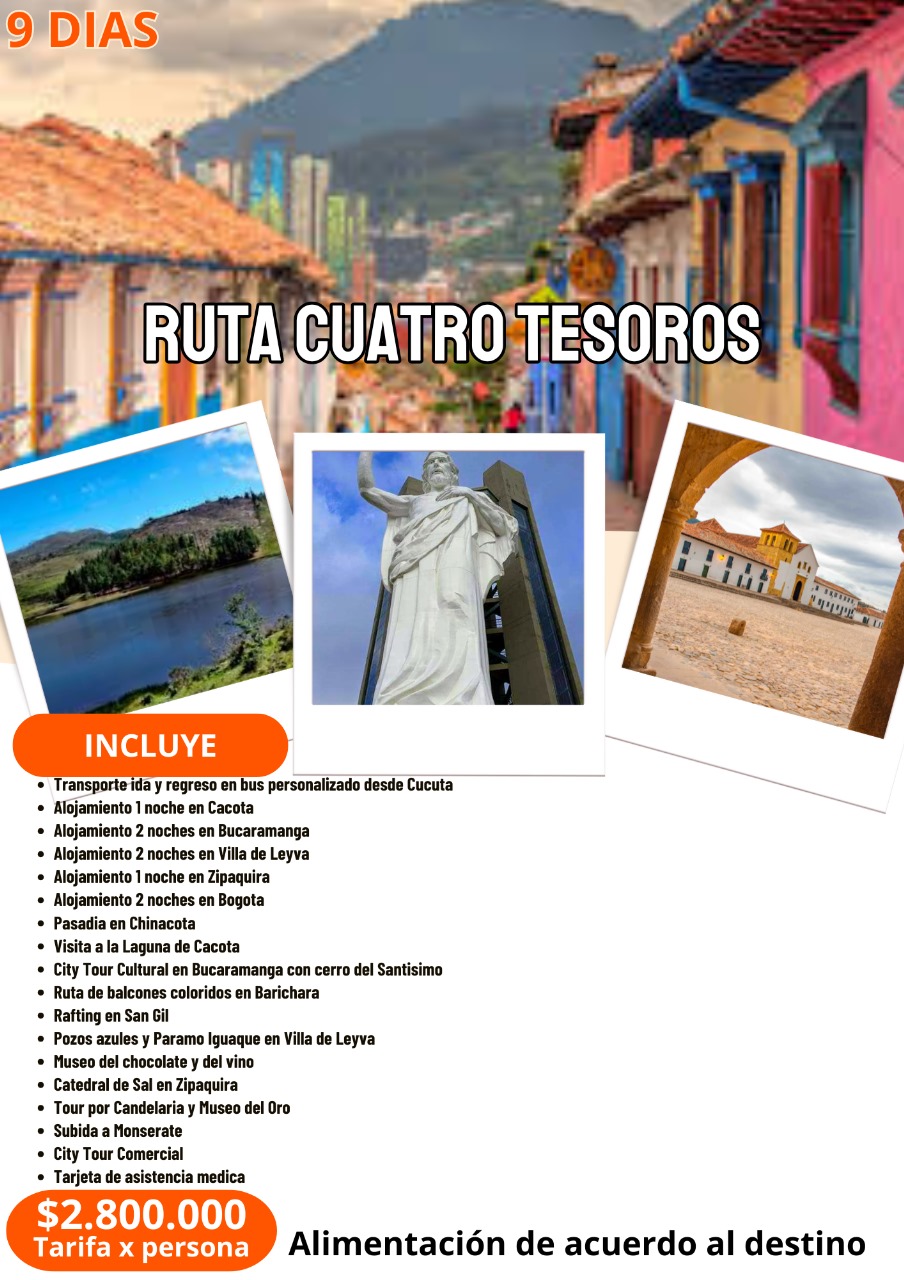 9 DIAS
RUTA CUATRO TESOROS
INCLUYE
• Transporte ida y regreso en bus personalizado desde Cucuta
• Alojamiento 1 noche en Cacota
• Alojamiento 2 noches en Bucaramanga
• Alojamiento 2 noches en Villa de Leyva
• Alojamiento 1 noche en Zipaquira
• Alojamiento 2 noches en Bogota
• Pasadia en Chinacota
• Visita a la Laguna de Cacota
• City Tour Cultural en Bucaramanga con cerro del Santisimo
• Ruta de balcones coloridos en Barichara
• Rafting en San Gil
• Pozos azules y Paramo Iguaque en Villa de Leyva
• Museo del chocolate y del vino
• Catedral de Sal en Zipaquira
• Tour por Candelaria y Museo del Oro
• Subida a Monserate
• City Tour Comercial
• Tarjeta de asistencia medica
$2.800.000
Tarifa x persona
Alimentación de acuerdo al destino